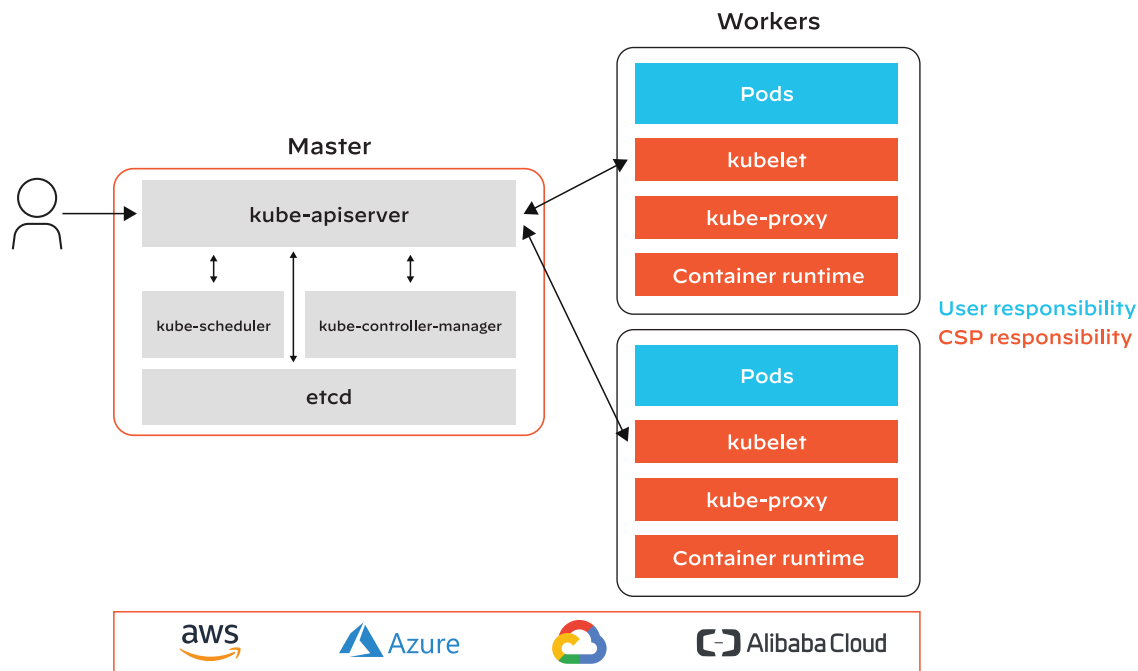 Workers
Pods
kubelet
kube-proxy
Container runtime
Master
kube-apiserver
kube-scheduler
kube-controller-manager
etcd
User responsibility
CSP responsibility
Pods
kubelet
kube-proxy
Container runtime
aws
Azure
Alibaba Cloud